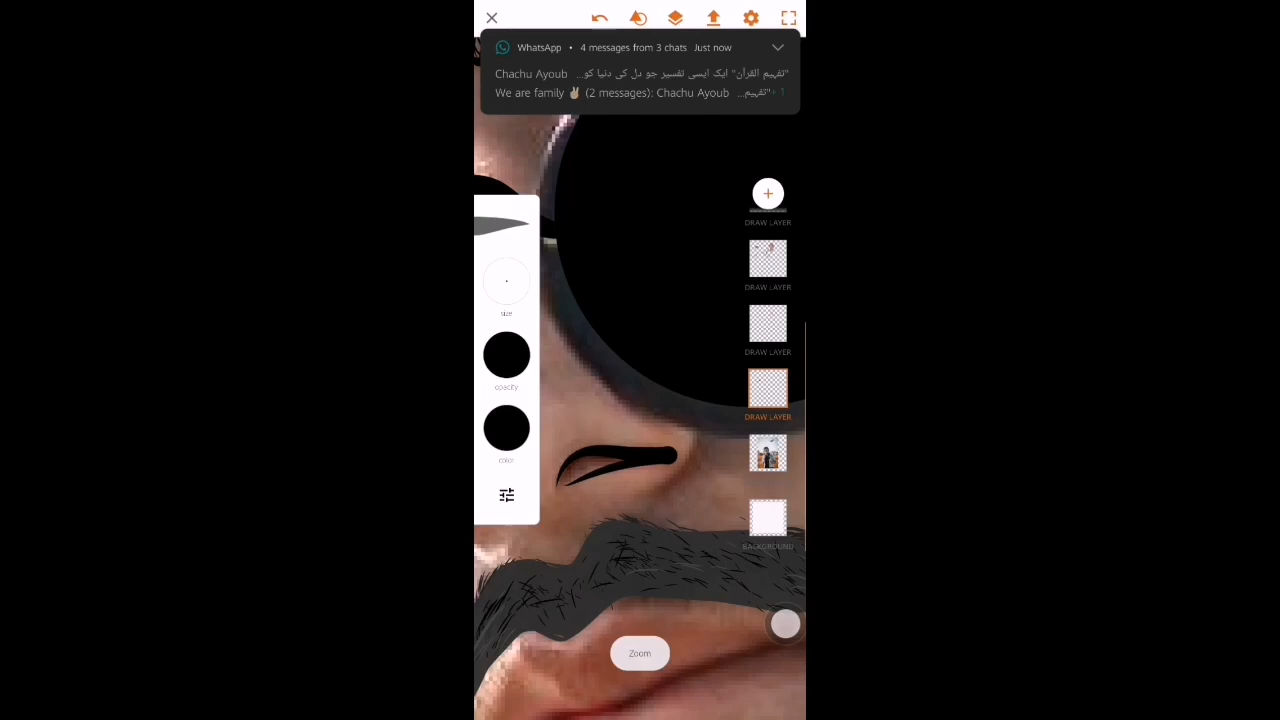 WhatsApp • 4 messages from 3 chats Just now
Chachu Ayoub "تفہیم القرآن" ایک ایسی تفسیر جو دل کی دنیا کو...
We are family ✌🏼 (2 messages): Chachu Ayoub "تفہیم... +1
DRAW LAYER
size
DRAW LAYER
DRAW LAYER
opacity
DRAW LAYER
color
BACKGROUND
Zoom